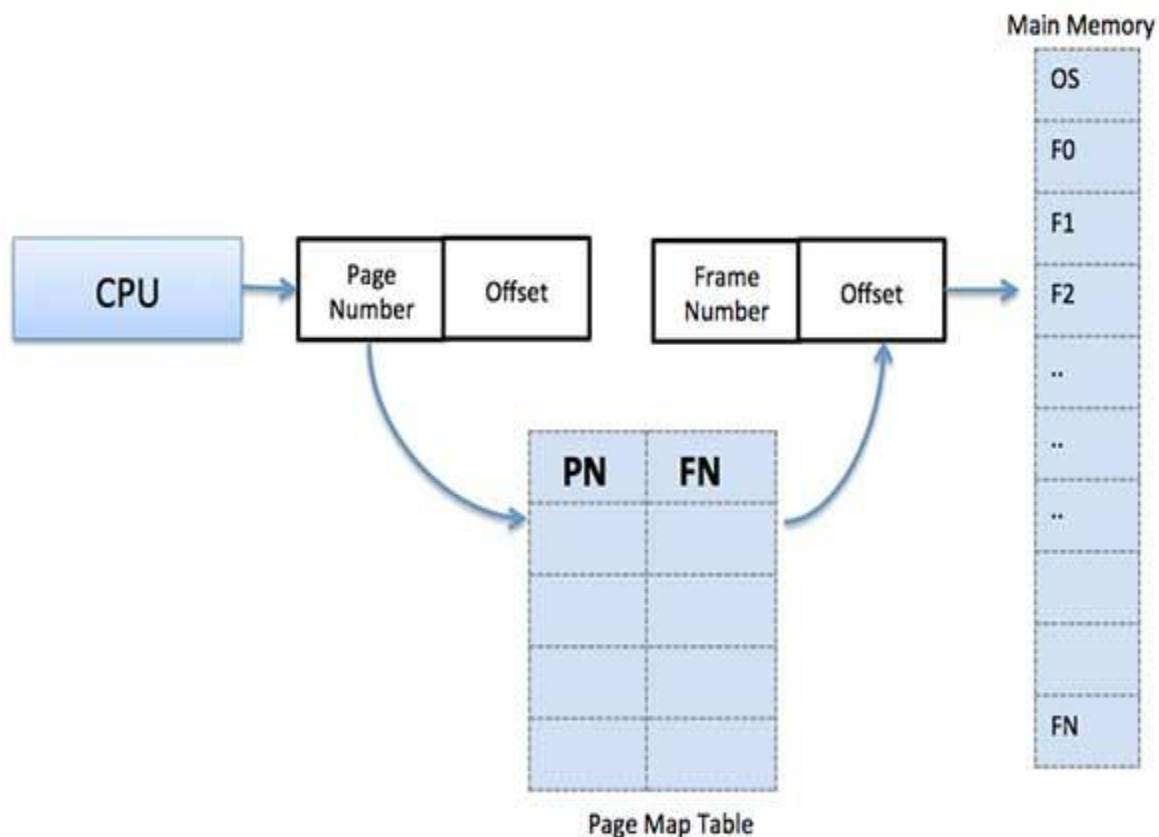 Main Memory
OS
F0
F1
F2
..
..
..
FN
CPU
Page
Number
Offset
Frame
Number
Offset
PN
FN
Page Map Table